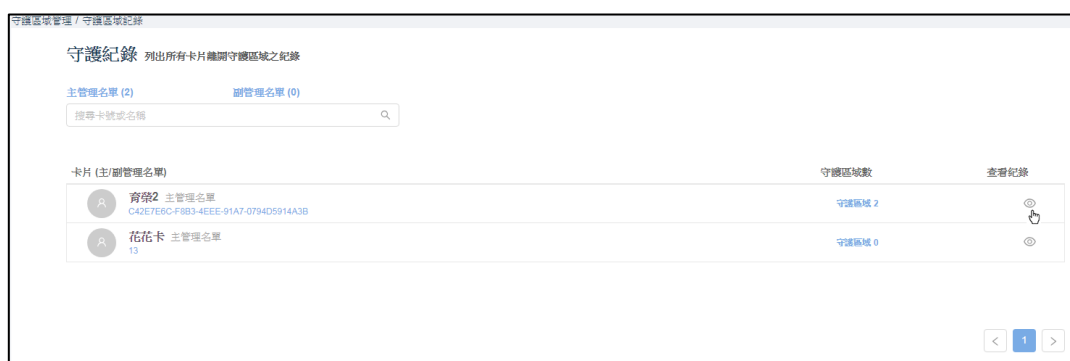 守護區域管理 / 守護區域記錄
守護紀錄 列出所有卡片離開守護區域之紀錄
主管理名單 (2) 副管理名單 (0)
搜尋卡號或名稱
卡片 (主/副管理名單) 守護區域數 查看紀錄
育榮2 主管理名單
C42E7E6C-F8B3-4EEE-91A7-0794D5914A3B
守護區域 2
花花卡 主管理名單
13
守護區域 0
< 1 >